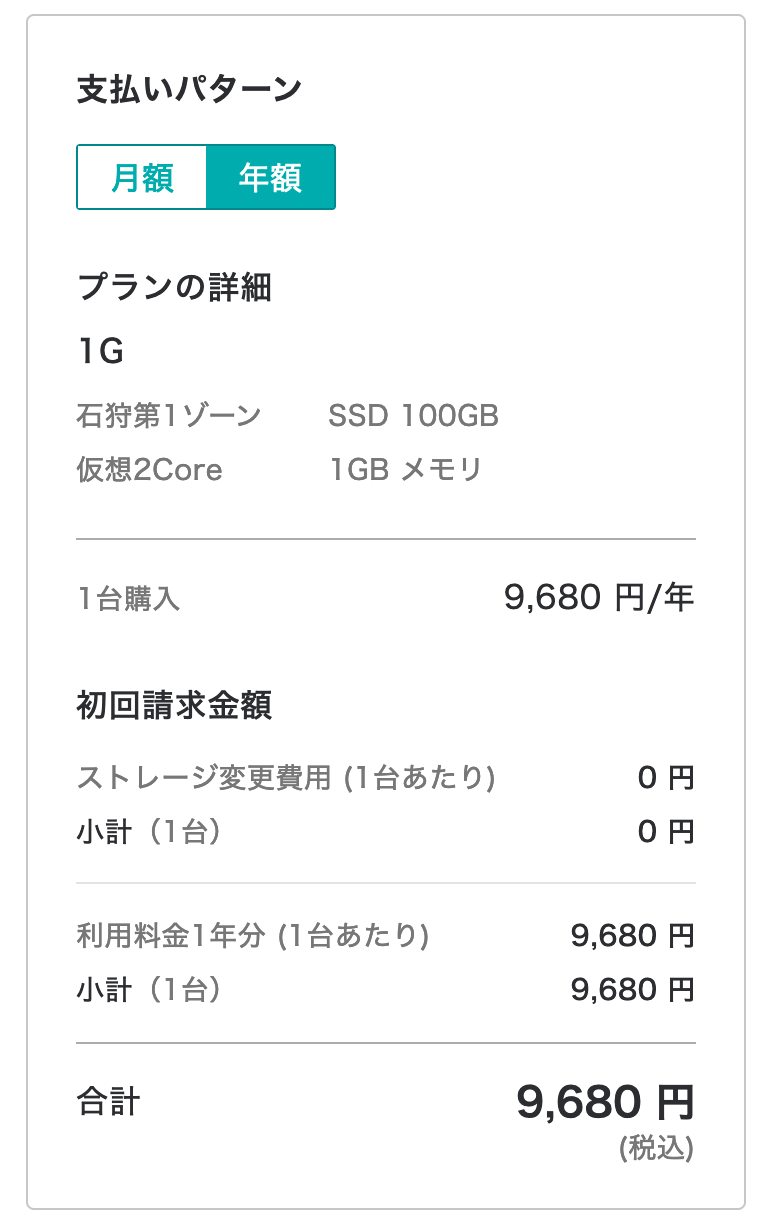 支払いパターン
月額 年額
プランの詳細
1G
石狩第1ゾーン SSD 100GB
仮想2Core 1GB メモリ
1台購入 9,680 円/年
初回請求金額
ストレージ変更費用 (1台あたり) 0 円
小計（1台） 0 円
利用料金1年分 (1台あたり) 9,680 円
小計（1台） 9,680 円
合計 9,680 円
(税込)